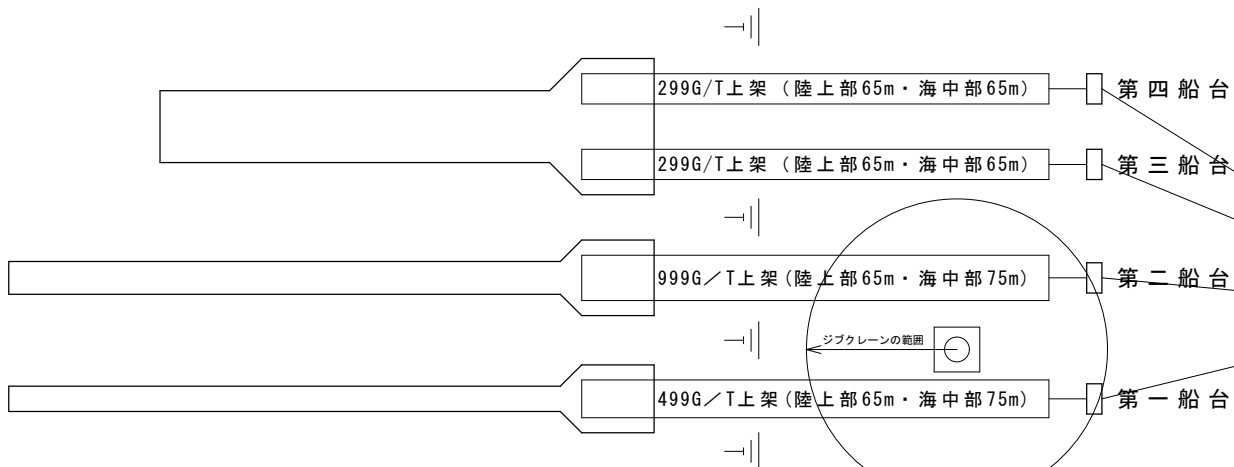 299G/T上架（陸上部65m・海中部65m） 第四船台
299G/T上架（陸上部65m・海中部65m） 第三船台
999G／T上架(陸上部65m・海中部75m) 第二船台
ジブクレーンの範囲
499G／T上架(陸上部65m・海中部75m) 第一船台